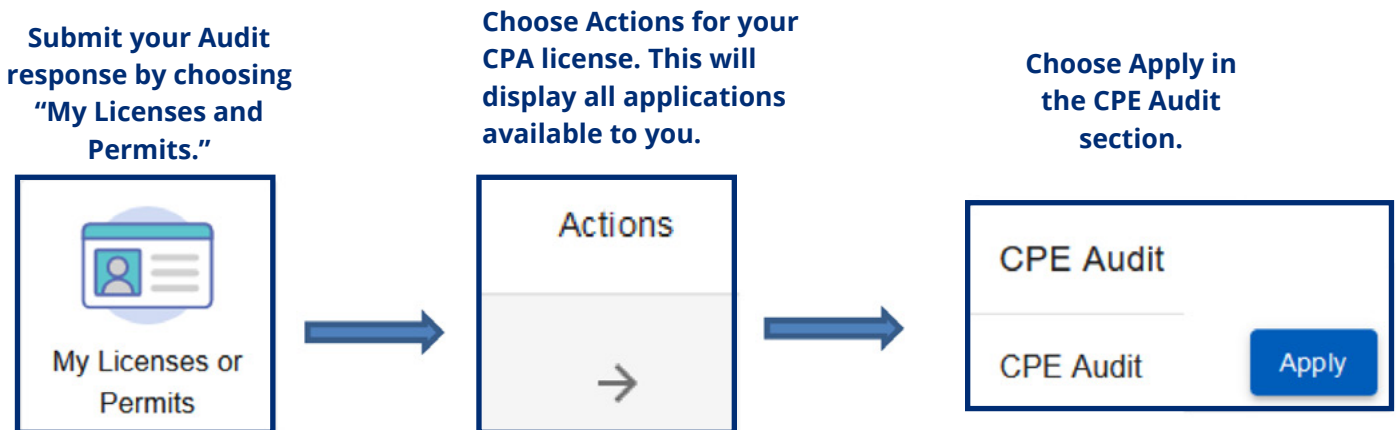 Submit your Audit
response by choosing
“My Licenses and
Permits.”
My Licenses or
Permits
Choose Actions for your
CPA license. This will
display all applications
available to you.
Actions
Choose Apply in
the CPE Audit
section.
CPE Audit
CPE Audit
Apply